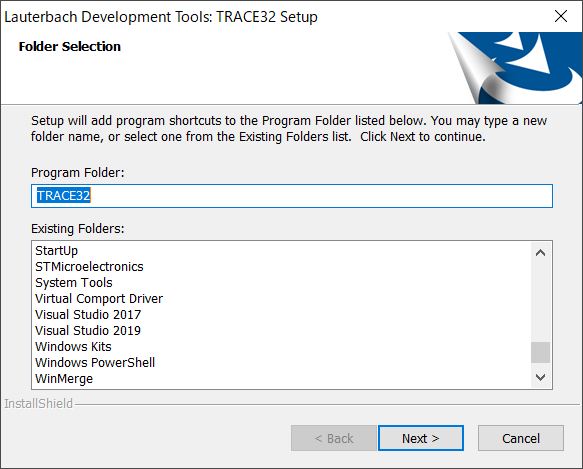 Lauterbach Development Tools: TRACE32 Setup
Folder Selection
Setup will add program shortcuts to the Program Folder listed below. You may type a new
folder name, or select one from the Existing Folders list. Click Next to continue.
Program Folder:
TRACE32
Existing Folders:
StartUp
STMicroelectronics
System Tools
Virtual Comport Driver
Visual Studio 2017
Visual Studio 2019
Windows Kits
Windows PowerShell
WinMerge
InstallShield
< Back
Next >
Cancel